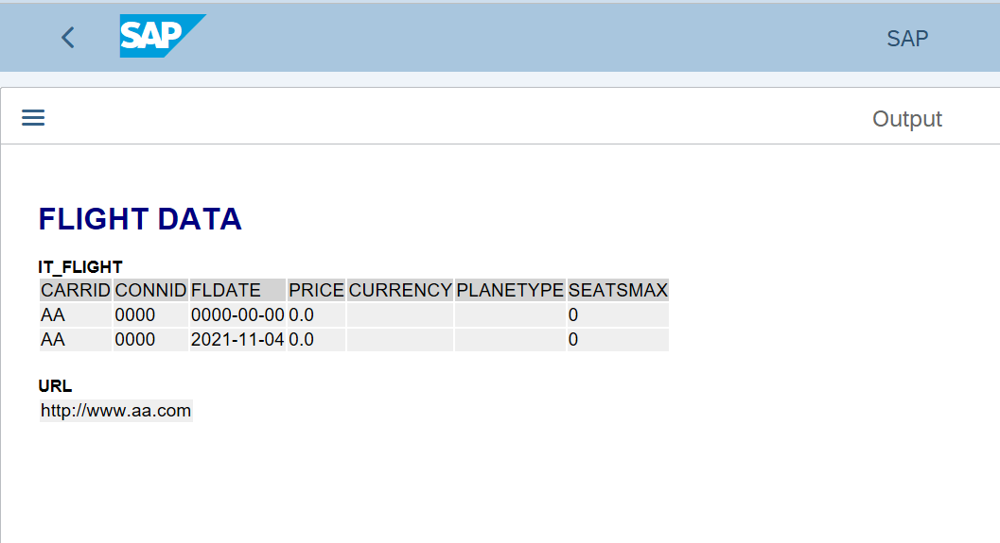 SAP
SAP
Output
FLIGHT DATA
IT_FLIGHT
CARRID CONNID FLDATE PRICE CURRENCY PLANETYPE SEATSMAX
AA 0000 0000-00-00 0.0 0
AA 0000 2021-11-04 0.0 0
URL
http://www.aa.com